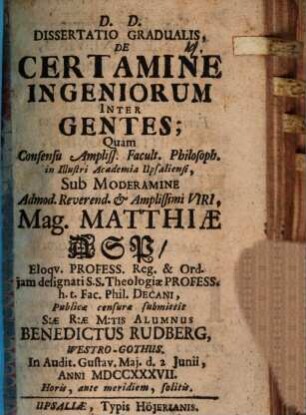 D. D.
DISSERTATIO GRADUALIS,
DE
CERTAMINE
INGENIORUM
INTER
GENTES;
Quam
Consensu Ampliss. Facult. Philosoph.
in Illustri Academia Upsaliensi,
SUB MODERAMINE
Admod. Reverend. & Amplissimi VIRI,
Mag. MATTHIÆ
ASP/
Eloqv. PROFESS. Reg. & Ord.
jam designati S.S. Theologiæ PROFESS.
h. t. Fac. Phil. DECANI,
Publicæ censuræ submittit
S:Æ R:Æ M:TIS ALUMNUS
BENEDICTUS RUDBERG,
WESTRO-GOTHUS.
In Audit. Gustav. Maj. d. 2 Junii,
ANNI MDCCXXXVII.
Horis, ante meridiem, solitis.
UPSALIÆ, Typis HÖJERIANIS.